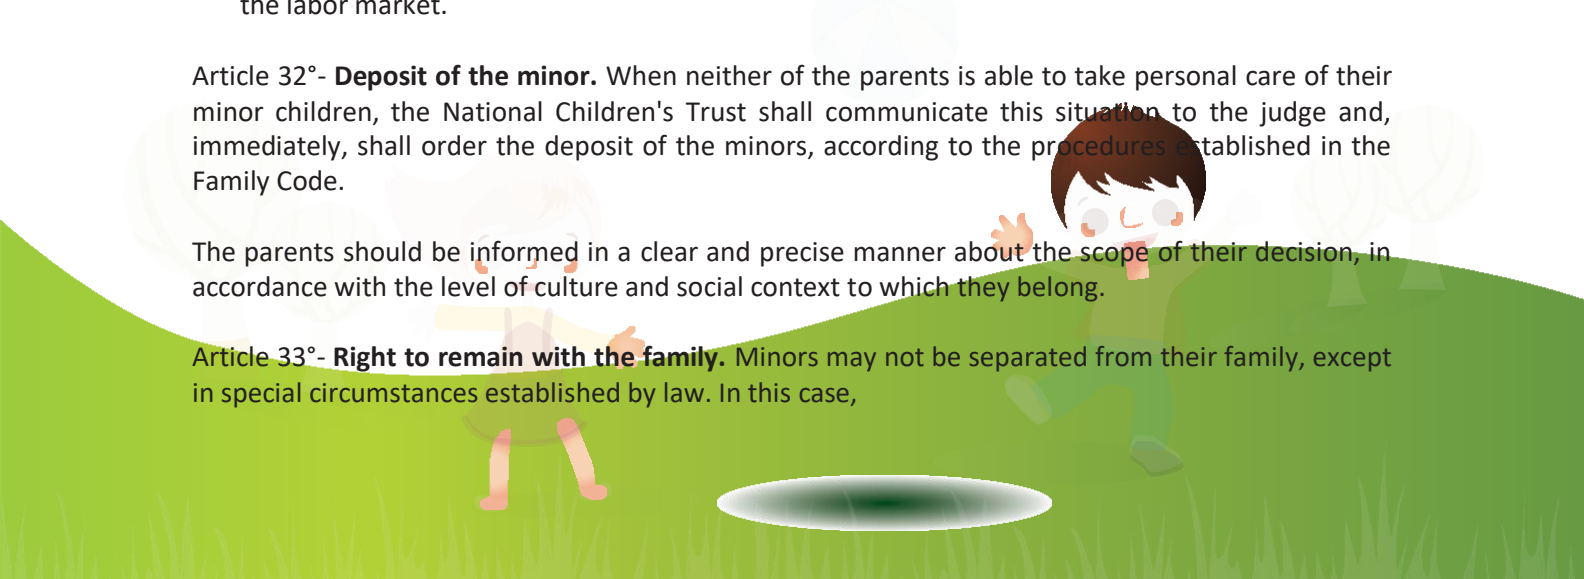 the labor market.
Article 32°- Deposit of the minor. When neither of the parents is able to take personal care of their
minor children, the National Children's Trust shall communicate this situation to the judge and,
immediately, shall order the deposit of the minors, according to the procedures established in the
Family Code.
The parents should be informed in a clear and precise manner about the scope of their decision, in
accordance with the level of culture and social context to which they belong.
Article 33°- Right to remain with the family. Minors may not be separated from their family, except
in special circumstances established by law. In this case,